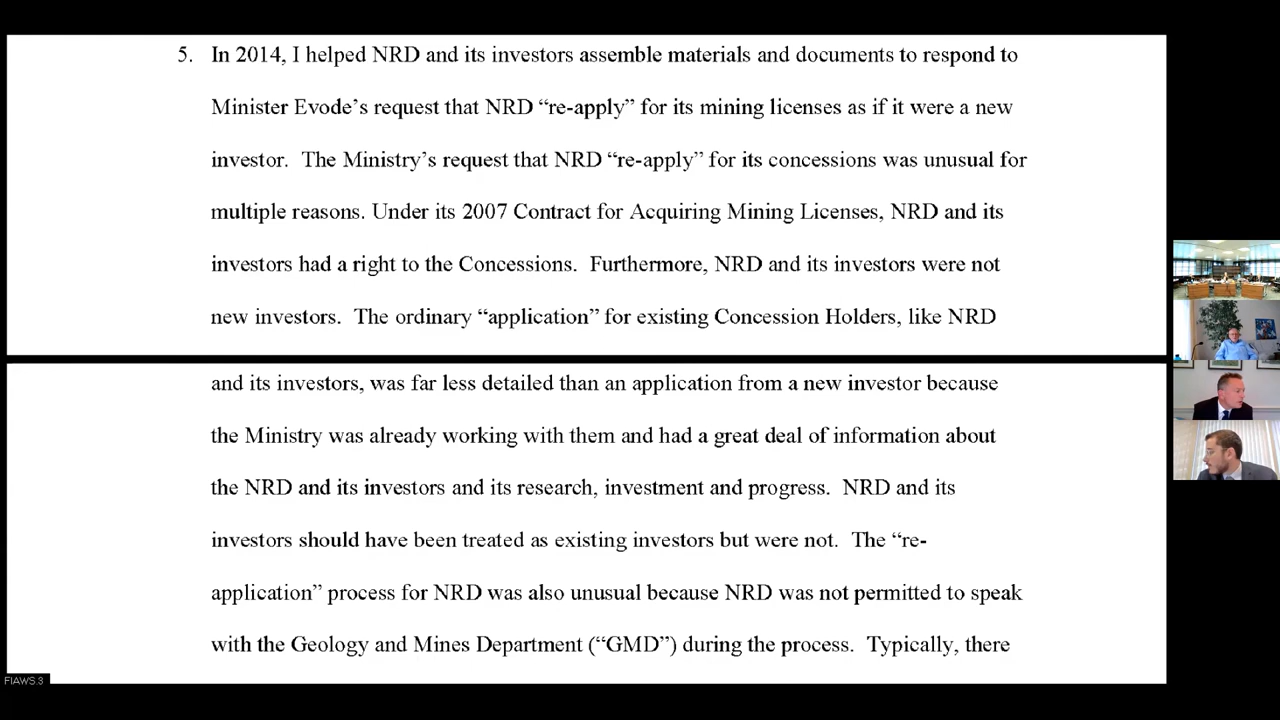 5. In 2014, I helped NRD and its investors assemble materials and documents to respond to
Minister Evode’s request that NRD “re-apply” for its mining licenses as if it were a new
investor. The Ministry’s request that NRD “re-apply” for its concessions was unusual for
multiple reasons. Under its 2007 Contract for Acquiring Mining Licenses, NRD and its
investors had a right to the Concessions. Furthermore, NRD and its investors were not
new investors. The ordinary “application” for existing Concession Holders, like NRD
and its investors, was far less detailed than an application from a new investor because
the Ministry was already working with them and had a great deal of information about
the NRD and its investors and its research, investment and progress. NRD and its
investors should have been treated as existing investors but were not. The “re-
application” process for NRD was also unusual because NRD was not permitted to speak
with the Geology and Mines Department (“GMD”) during the process. Typically, there
FIAWS.3